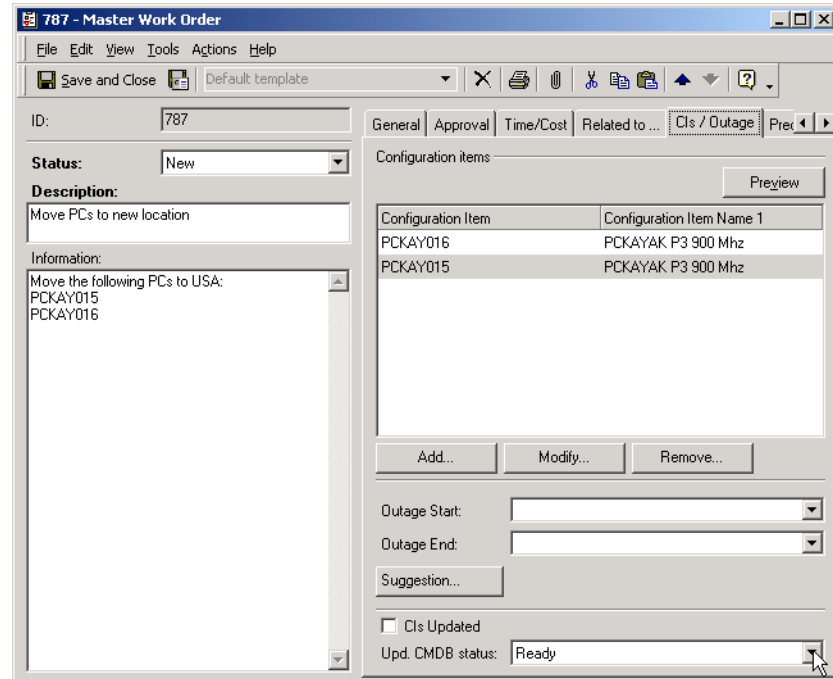 787 - Master Work Order
File Edit View Tools Actions Help
Save and Close Default template
ID: 787
Status: New
Description:
Move PCs to new location
Information:
Move the following PCs to USA:
PCKAY015
PCKAY016
General Approval Time/Cost Related to ... CIs / Outage Prec
Configuration items
Preview
Configuration Item Configuration Item Name 1
PCKAY016 PCKAYAK P3 900 Mhz
PCKAY015 PCKAYAK P3 900 Mhz
Add... Modify... Remove...
Outage Start:
Outage End:
Suggestion...
CIs Updated
Upd. CMDB status: Ready